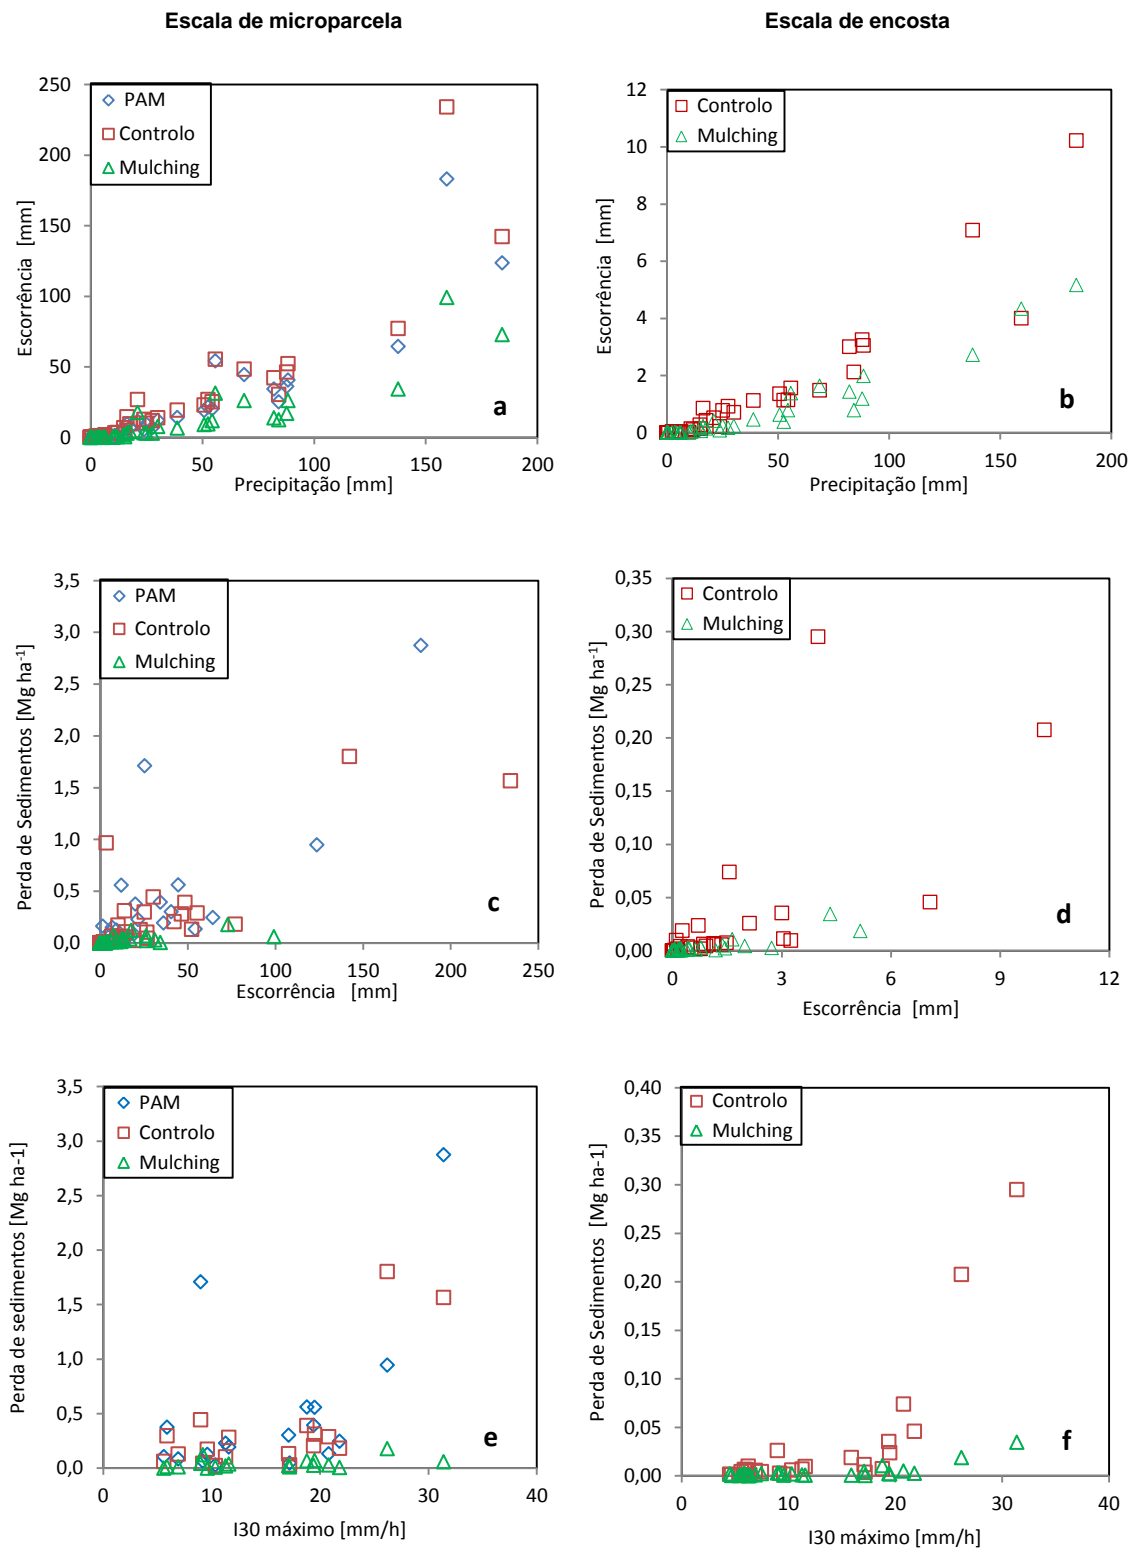 Escala de microparcela
Escala de encosta
250
200
150
100
50
0
0 50 100 150 200
Escorrência [mm]
Precipitação [mm]
PAM
Controlo
Mulching
a
12
10
8
6
4
2
0
0 50 100 150 200
Escorrência [mm]
Precipitação [mm]
Controlo
Mulching
b
3,5
3,0
2,5
2,0
1,5
1,0
0,5
0,0
0 50 100 150 200 250
Perda de Sedimentos [Mg ha-1]
Escorrência [mm]
PAM
Controlo
Mulching
c
0,35
0,30
0,25
0,20
0,15
0,10
0,05
0,00
0 3 6 9 12
Perda de Sedimentos [Mg ha-1]
Escorrência [mm]
Controlo
Mulching
d
3,5
3,0
2,5
2,0
1,5
1,0
0,5
0,0
0 10 20 30 40
Perda de sedimentos [Mg ha-1]
I30 máximo [mm/h]
PAM
Controlo
Mulching
e
0,40
0,35
0,30
0,25
0,20
0,15
0,10
0,05
0,00
0 10 20 30 40
Perda de Sedimentos [Mg ha-1]
I30 máximo [mm/h]
Controlo
Mulching
f